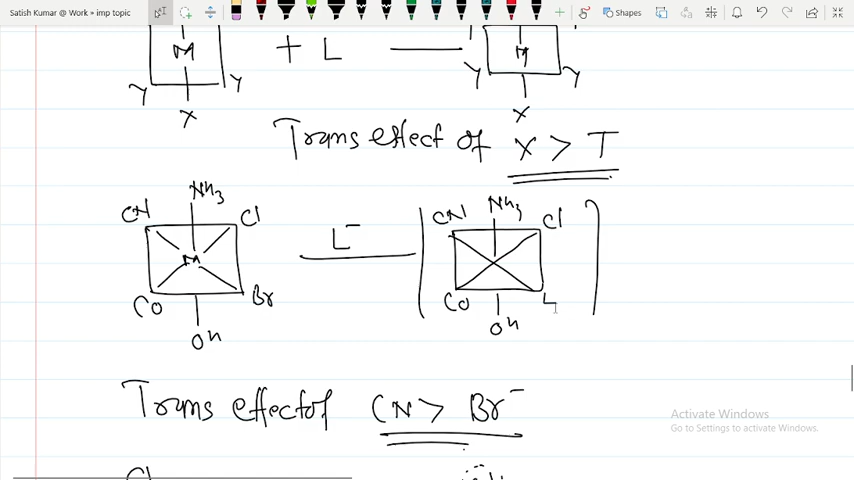 Satish Kumar @ Work » imp topic
Shapes
M + L M
Y Y Y Y
X X
Trans effect of X > T
NH3 NH3
CN Cl CN Cl
M L-
CO Br CO L
OH OH
Activate Windows
Trans effect of CN > Br-
Go to Settings to activate Windows.
Cl